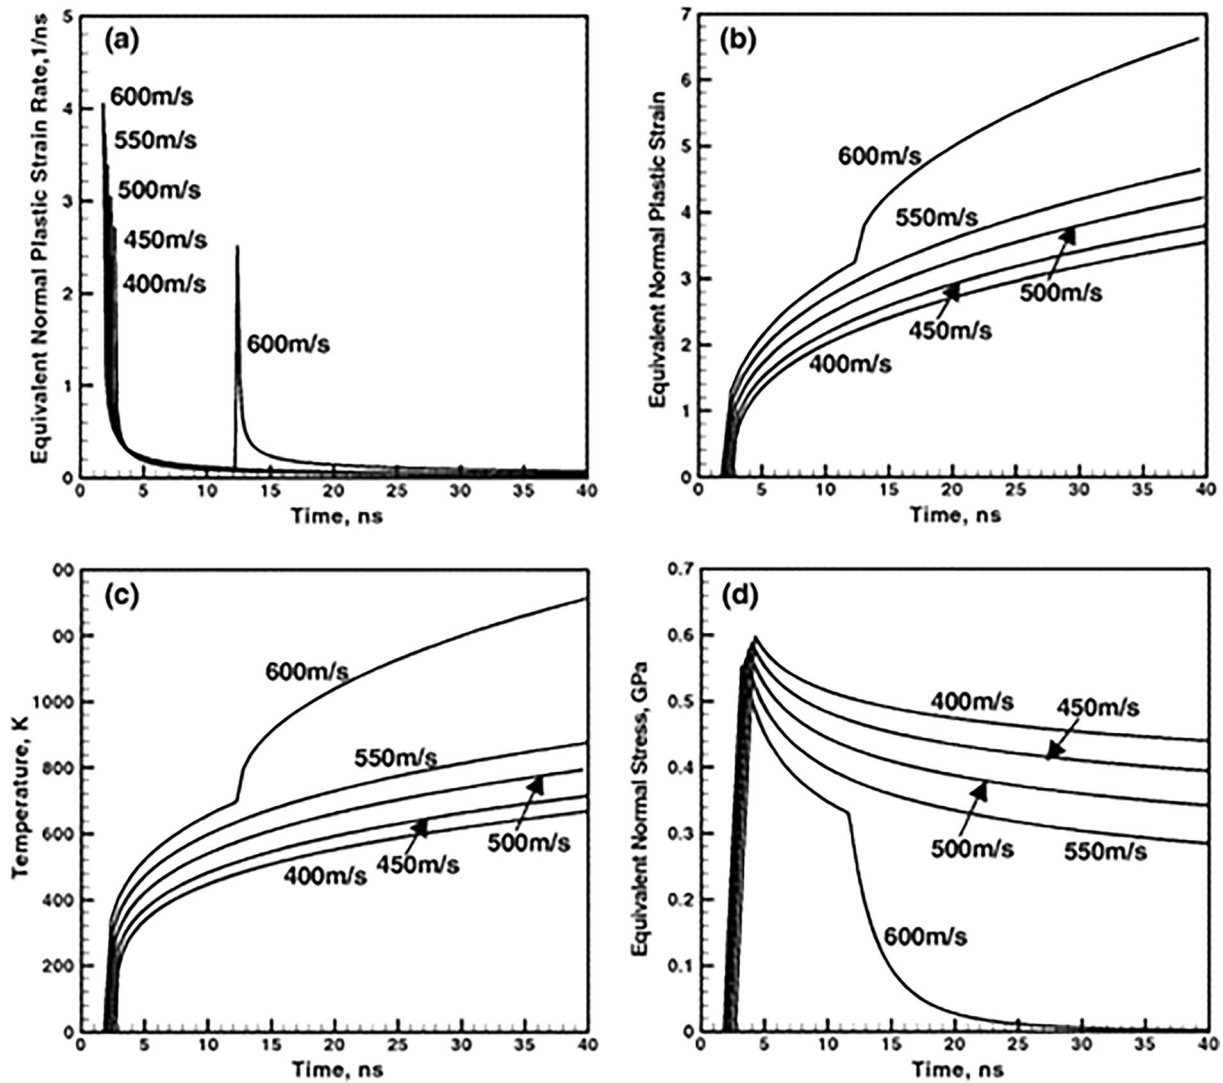 (a)
Equivalent Normal Plastic Strain Rate,1/ns
5
4
3
2
1
0
600m/s
550m/s
500m/s
450m/s
400m/s
600m/s
0 5 10 15 20 25 30 35 40
Time, ns
(b)
Equivalent Normal Plastic Strain
7
6
5
4
3
2
1
0
600m/s
550m/s
500m/s
450m/s
400m/s
0 5 10 15 20 25 30 35 40
Time, ns
(c)
Temperature, K
00
00
1000
800
600
400
200
0
600m/s
550m/s
500m/s
450m/s
400m/s
0 5 10 15 20 25 30 35 40
Time, ns
(d)
Equivalent Normal Stress, GPa
0.7
0.6
0.5
0.4
0.3
0.2
0.1
0
400m/s
450m/s
500m/s
550m/s
600m/s
0 5 10 15 20 25 30 35 40
Time, ns